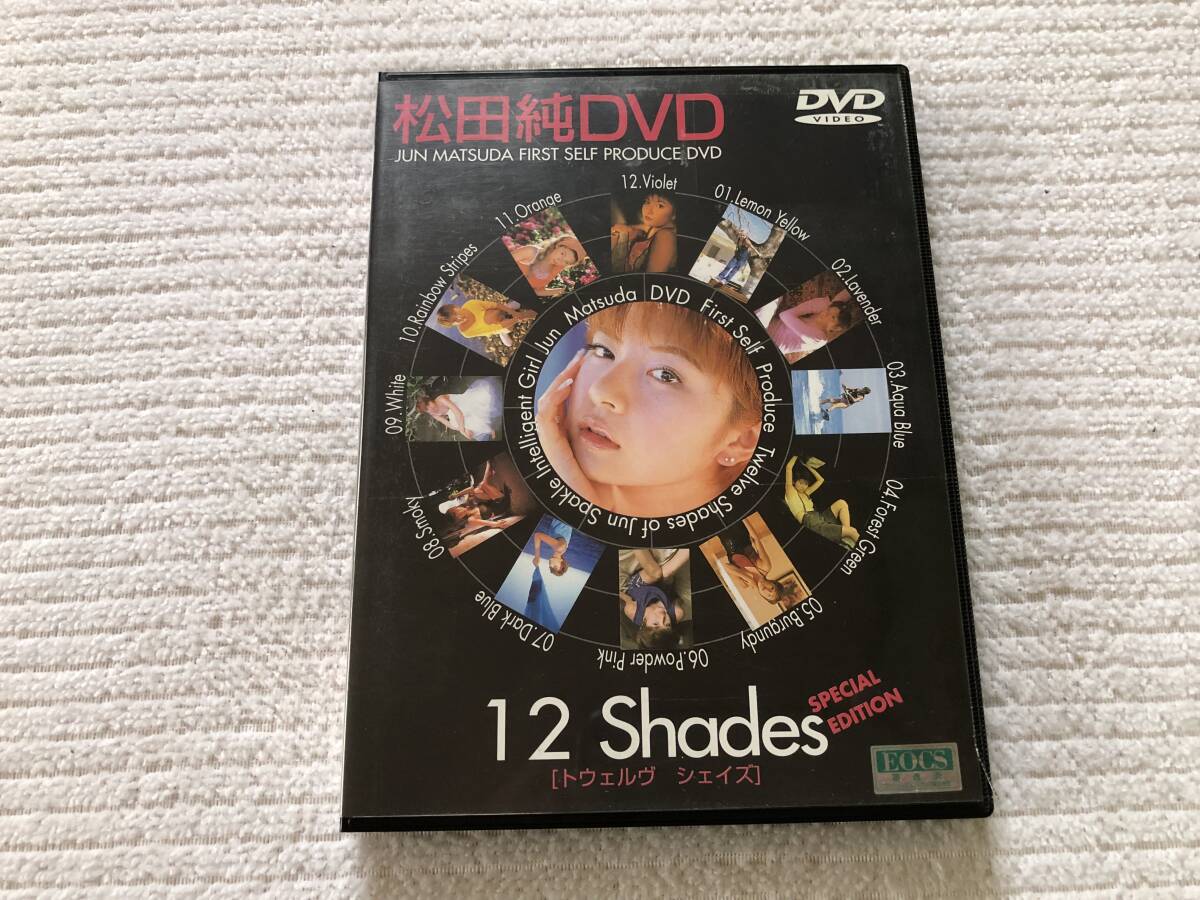 松田純DVD
DVD
VIDEO
JUN MATSUDA FIRST SELF PRODUCE DVD
12.Violet
01.Lemon Yellow
02.Lavender
03.Aqua Blue
04.Forest Green
05.Burgundy
06.Powder Pink
07.Dark Blue
08.Smoky
09.White
10.Rainbow Stripes
11.Orange
Intelligent Girl Jun Matsuda DVD First Self Produce Twelve Shades of Jun Spakle
12 Shades
SPECIAL
EDITION
[トウェルヴ シェイズ]
EOCS